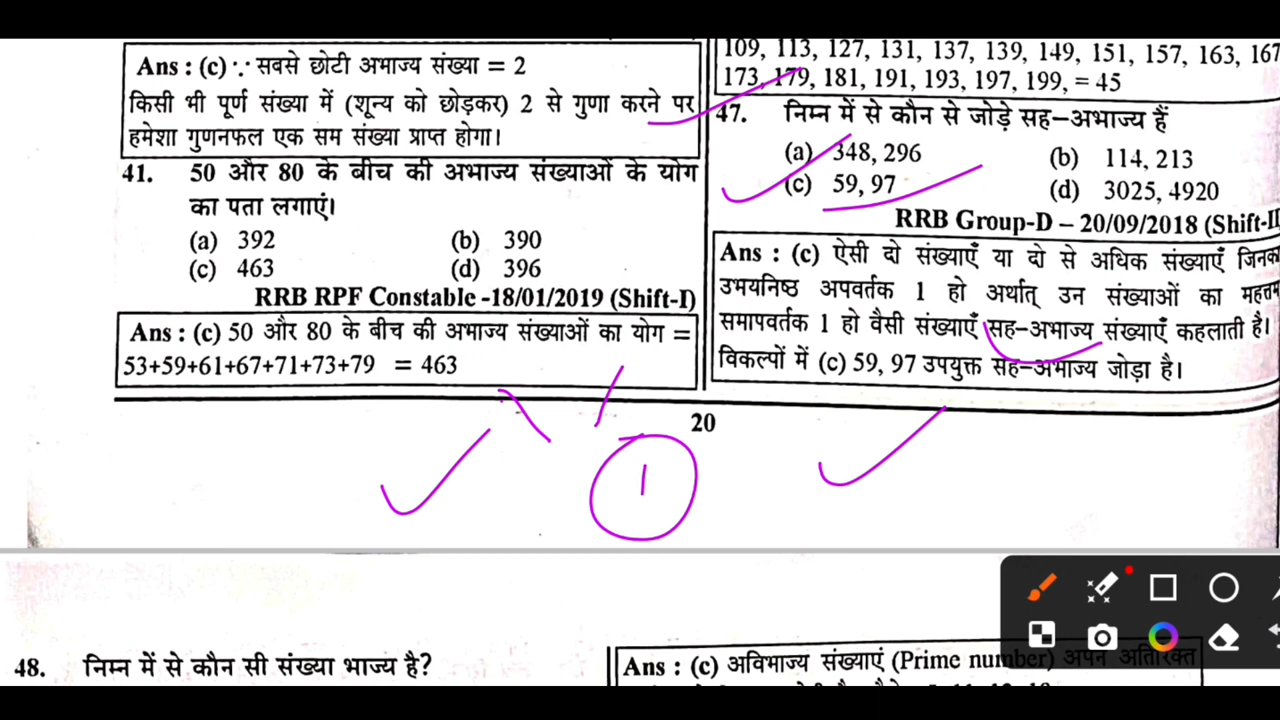 Ans : (c) ∵ सबसे छोटी अभाज्य संख्या = 2
किसी भी पूर्ण संख्या में (शून्य को छोड़कर) 2 से गुणा करने पर
हमेशा गुणनफल एक सम संख्या प्राप्त होगा।
41. 50 और 80 के बीच की अभाज्य संख्याओं के योग
का पता लगाएं।
(a) 392 (b) 390
(c) 463 (d) 396
RRB RPF Constable -18/01/2019 (Shift-I)
Ans : (c) 50 और 80 के बीच की अभाज्य संख्याओं का योग =
53+59+61+67+71+73+79 = 463
109, 113, 127, 131, 137, 139, 149, 151, 157, 163, 167
173, 179, 181, 191, 193, 197, 199, = 45
47. निम्न में से कौन से जोड़े सह-अभाज्य हैं
(a) 348, 296 (b) 114, 213
(c) 59, 97 (d) 3025, 4920
RRB Group-D – 20/09/2018 (Shift-II
Ans : (c) ऐसी दो संख्याएँ या दो से अधिक संख्याएँ जिनका
उभयनिष्ठ अपवर्तक 1 हो अर्थात् उन संख्याओं का महत्तम
समापवर्तक 1 हो वैसी संख्याएँ सह-अभाज्य संख्याएँ कहलाती है।
विकल्पों में (c) 59, 97 उपयुक्त सह-अभाज्य जोड़ा है।
20
1
48. निम्न में से कौन सी संख्या भाज्य है?
Ans : (c) अविभाज्य संख्याएं (Prime number) अपने अतिरिक्त